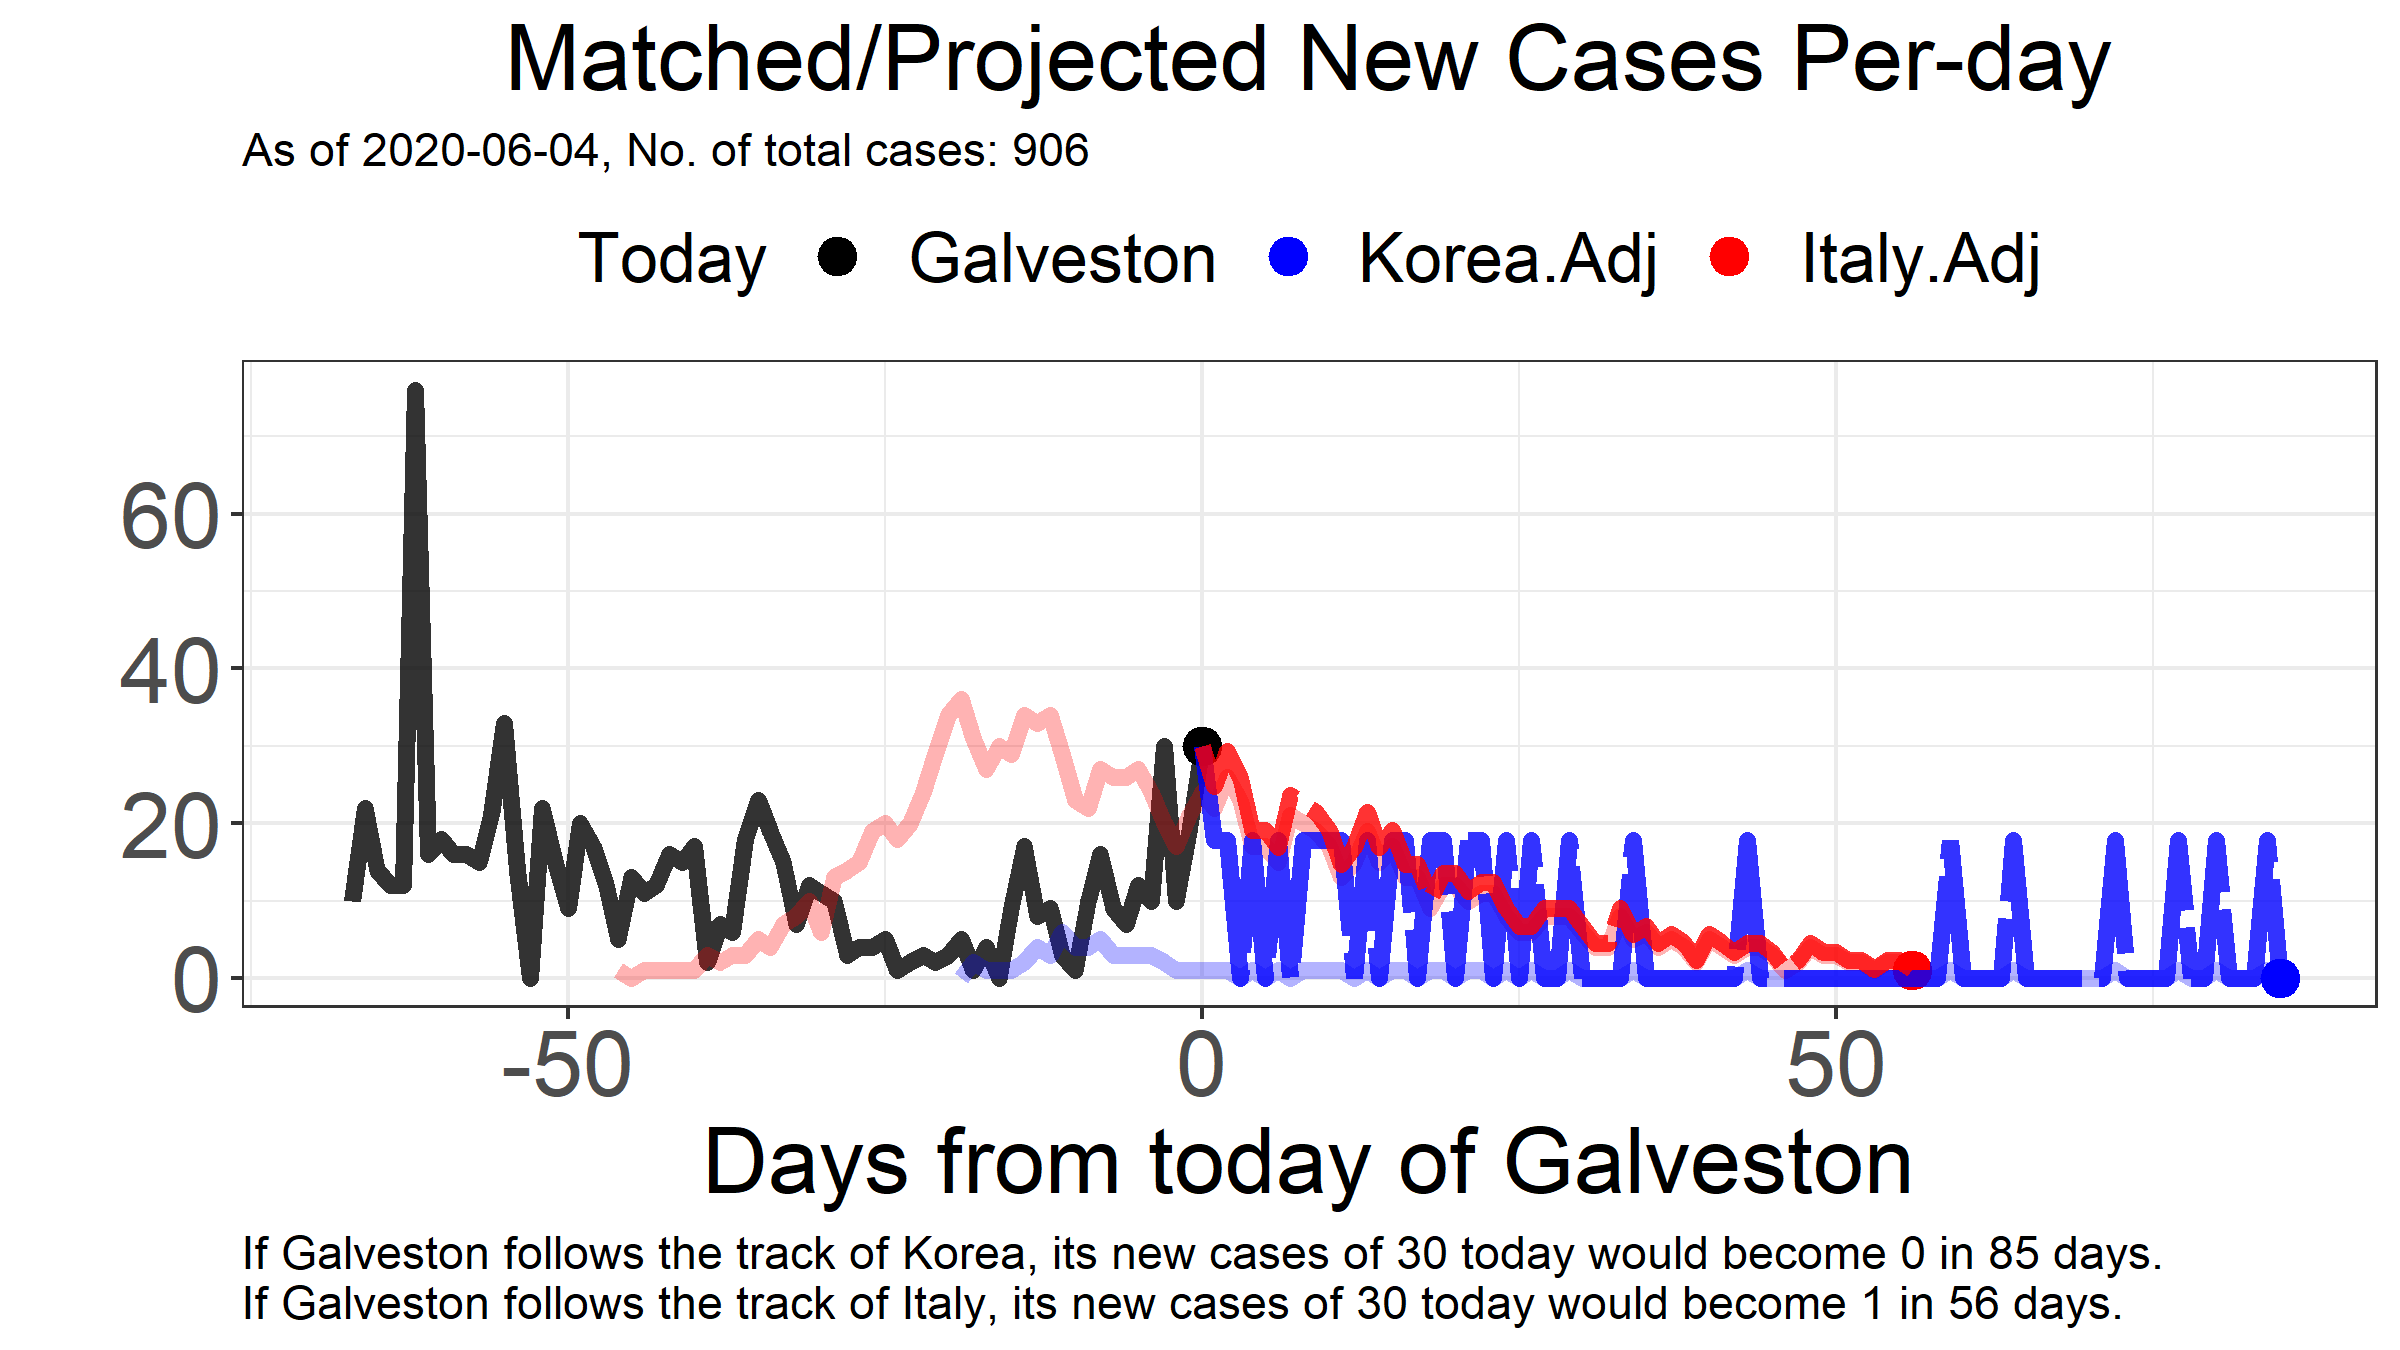 Matched/Projected New Cases Per-day
As of 2020-06-04, No. of total cases: 906
Today Galveston Korea.Adj Italy.Adj
60
40
20
0
-50 0 50
Days from today of Galveston
If Galveston follows the track of Korea, its new cases of 30 today would become 0 in 85 days.
If Galveston follows the track of Italy, its new cases of 30 today would become 1 in 56 days.